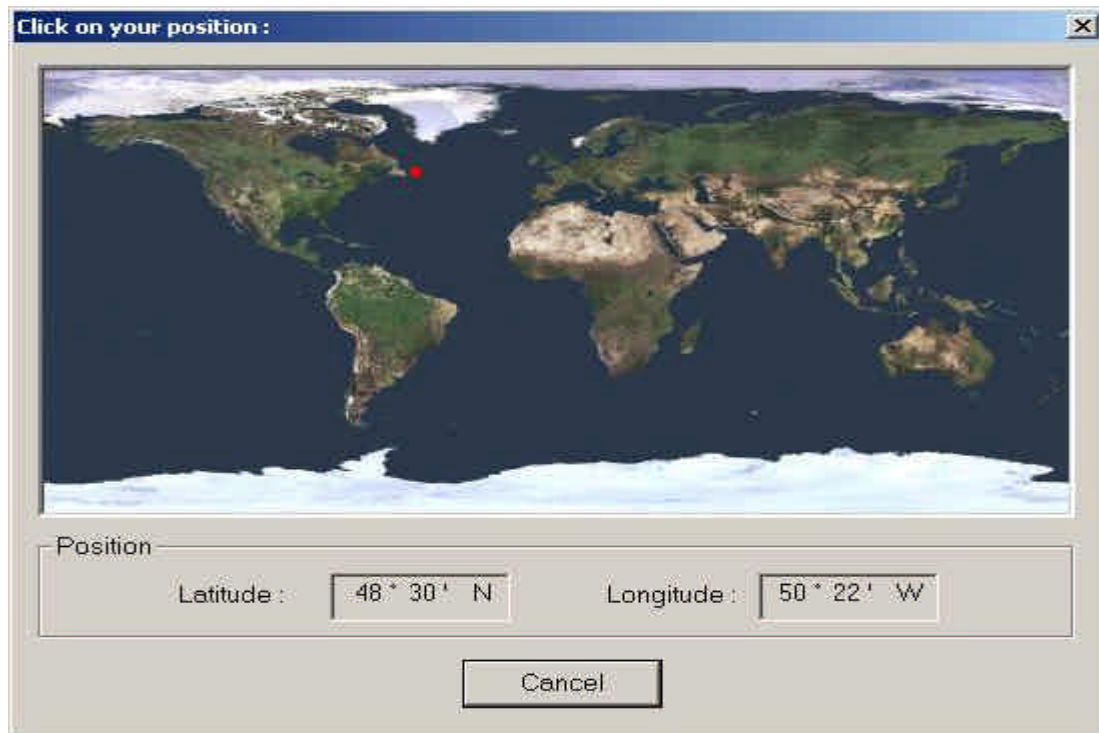 Click on your position :
Position
Latitude : 48 ° 30 ' N Longitude : 50 ° 22 ' W
Cancel